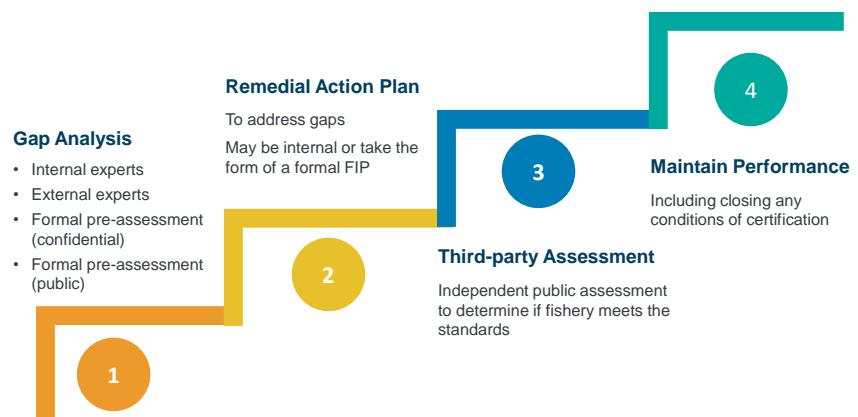 Gap Analysis
• Internal experts
• External experts
• Formal pre-assessment
(confidential)
• Formal pre-assessment
(public)
1
Remedial Action Plan
To address gaps
May be internal or take the
form of a formal FIP
2
3
Third-party Assessment
Independent public assessment
to determine if fishery meets the
standards
4
Maintain Performance
Including closing any
conditions of certification